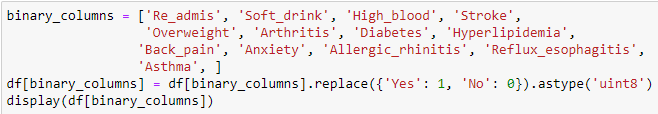 binary_columns = ['Re_admis', 'Soft_drink', 'High_blood', 'Stroke',
'Overweight', 'Arthritis', 'Diabetes', 'Hyperlipidemia',
'Back_pain', 'Anxiety', 'Allergic_rhinitis', 'Reflux_esophagitis',
'Asthma', ]
df[binary_columns] = df[binary_columns].replace({'Yes': 1, 'No': 0}).astype('uint8')
display(df[binary_columns])